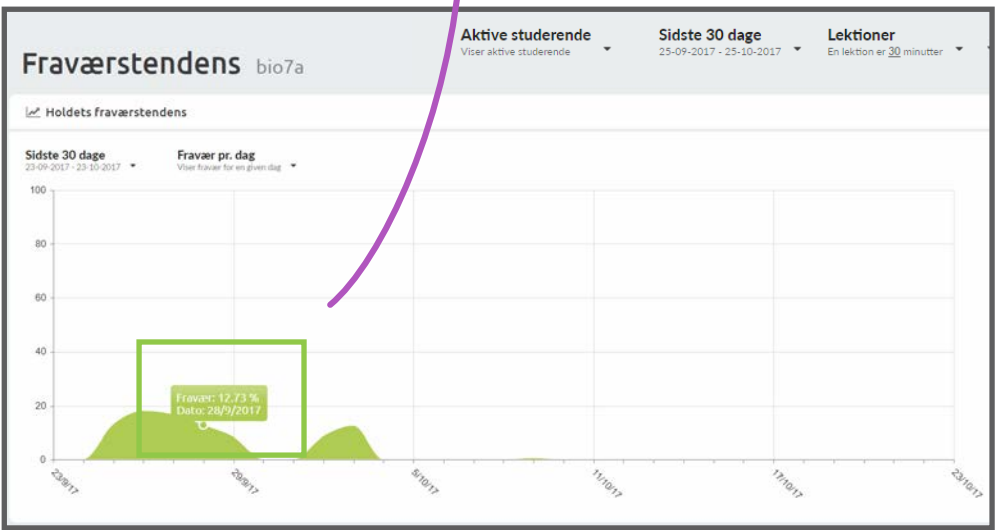 Fraværstendens bio7a
Aktive studerende
Viser aktive studerende
Sidste 30 dage
25-09-2017 - 25-10-2017
Lektioner
En lektion er 30 minutter
Holdets fraværstendens
Sidste 30 dage
23-09-2017 - 23-10-2017
Fravær pr. dag
Viser fravær for en given dag
100
80
60
40
20
0
Fravær: 12.73 %
Dato: 28/9/2017
23/9/17
29/9/17
5/10/17
11/10/17
17/10/17
23/10/17